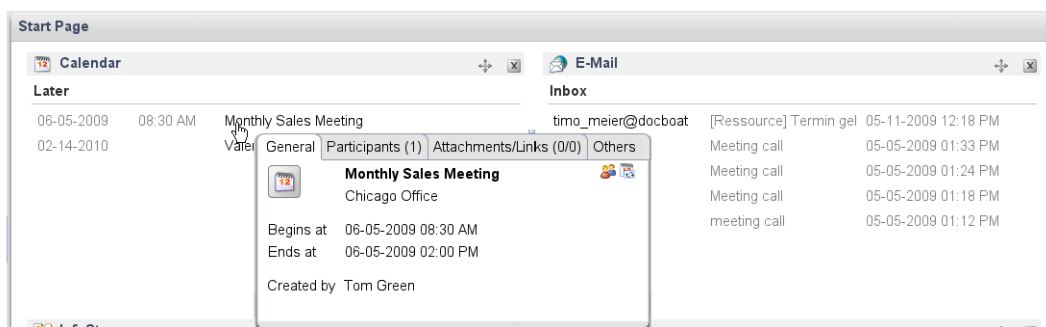 Start Page
Calendar
Later
06-05-2009 08:30 AM Monthly Sales Meeting
02-14-2010
General Participants (1) Attachments/Links (0/0) Others
Monthly Sales Meeting
Chicago Office
Begins at 06-05-2009 08:30 AM
Ends at 06-05-2009 02:00 PM
Created by Tom Green
E-Mail
Inbox
timo_meier@docboat [Ressource] Termin gel 05-11-2009 12:18 PM
Meeting call 05-05-2009 01:33 PM
Meeting call 05-05-2009 01:24 PM
Meeting call 05-05-2009 01:18 PM
meeting call 05-05-2009 01:12 PM